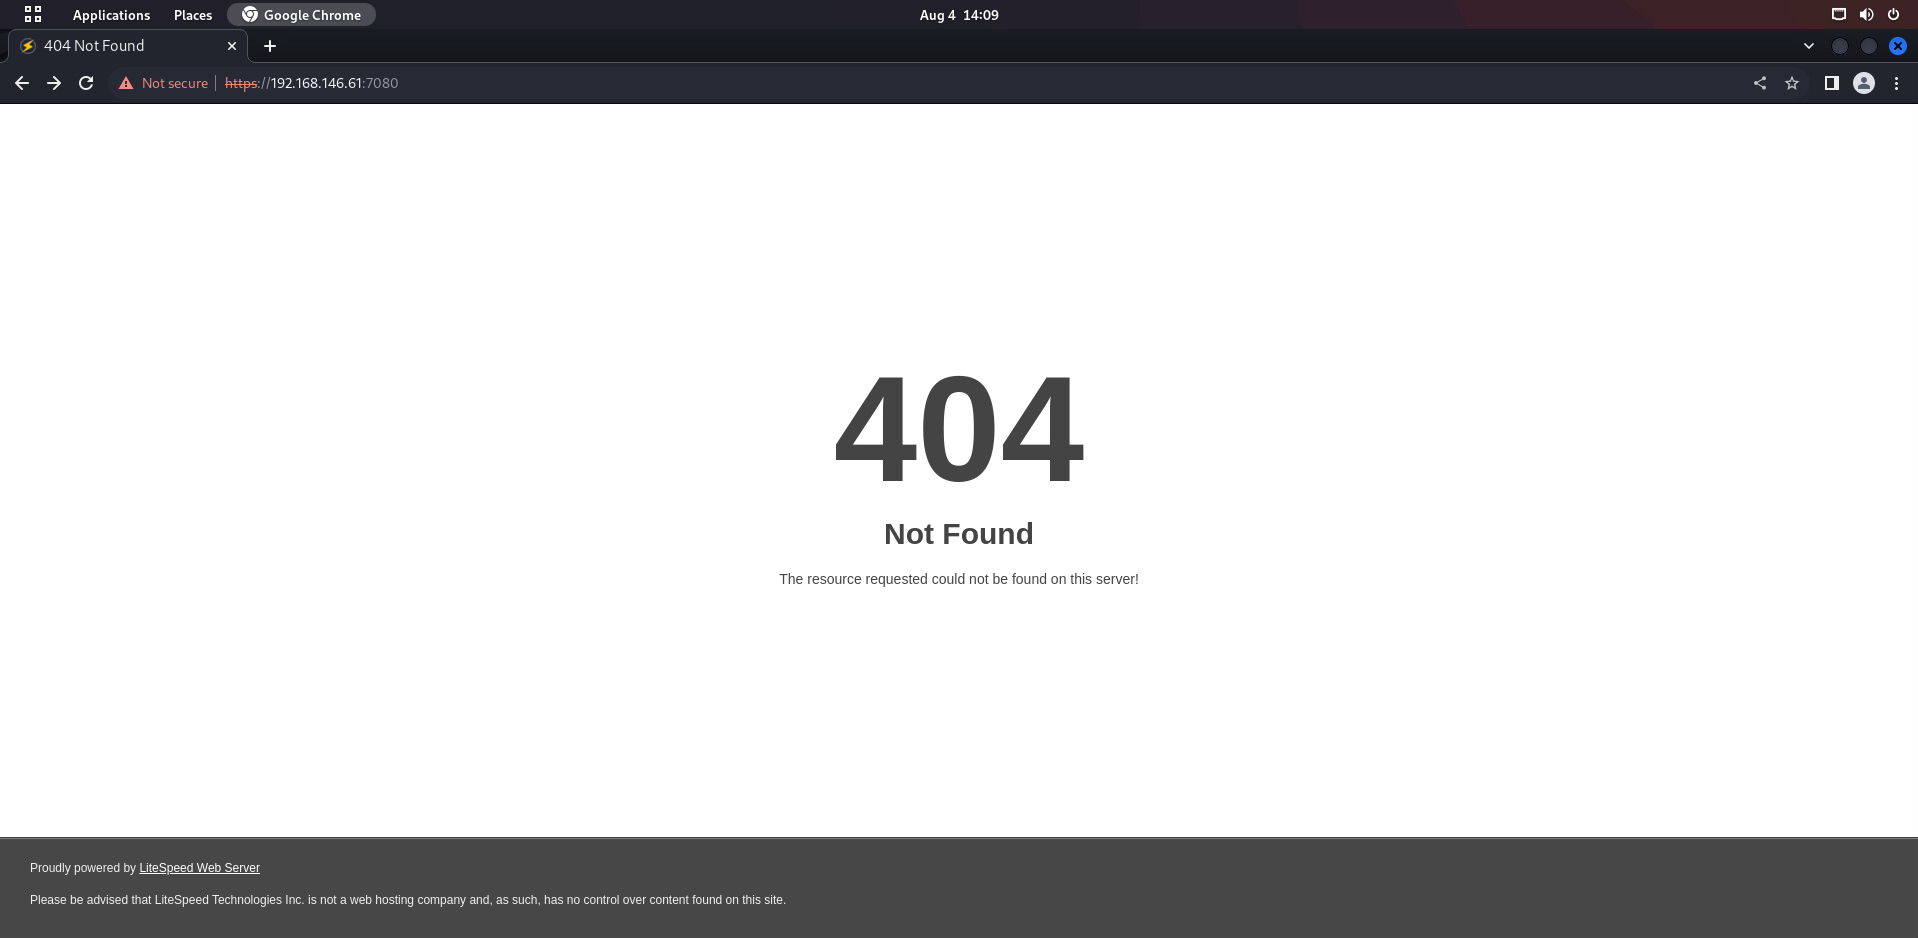 Applications Places Google Chrome Aug 4 14:09
404 Not Found
Not secure https://192.168.146.61:7080
404
Not Found
The resource requested could not be found on this server!
Proudly powered by LiteSpeed Web Server
Please be advised that LiteSpeed Technologies Inc. is not a web hosting company and, as such, has no control over content found on this site.